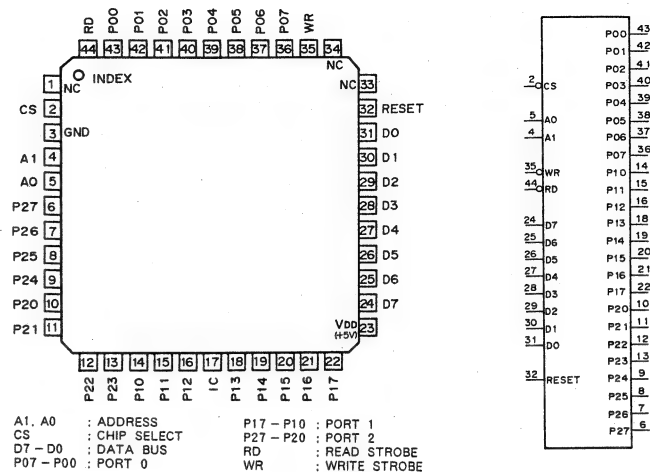 RD P00 P01 P02 P03 P04 P05 P06 P07 WR
44 43 42 41 40 39 38 37 36 35 34
NC
1 INDEX NC 33
NC
CS 2 32 RESET
3 GND 31 D0
A1 4 30 D1
A0 5 29 D2
P27 6 28 D3
P26 7 27 D4
P25 8 26 D5
P24 9 25 D6
P20 10 24 D7
P21 11 VDD (+5V) 23
12 13 14 15 16 17 18 19 20 21 22
P22 P23 P10 P11 P12 IC P13 P14 P15 P16 P17
A1, A0 : ADDRESS
CS : CHIP SELECT
D7 - D0 : DATA BUS
P07 - P00 : PORT 0
P17 - P10 : PORT 1
P27 - P20 : PORT 2
RD : READ STROBE
WR : WRITE STROBE
2 CS
5 A0
4 A1
35 WR
44 RD
24 D7
25 D6
26 D5
27 D4
28 D3
29 D2
30 D1
31 D0
32 RESET
P00 43
P01 42
P02 41
P03 40
P04 39
P05 38
P06 37
P07 36
P10 14
P11 15
P12 16
P13 18
P14 19
P15 20
P16 21
P17 22
P20 10
P21 11
P22 12
P23 13
P24 9
P25 8
P26 7
P27 6